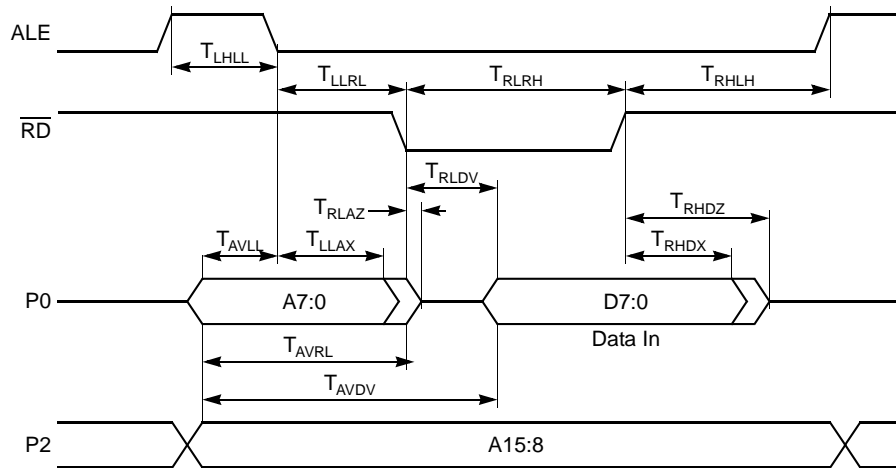 ALE
T_LHLL
T_LLRL T_RLRH T_RHLH
R̅D̅
T_RLDV
T_RLAZ T_RHDZ
T_AVLL T_LLAX T_RHDX
P0 A7:0 D7:0
Data In
T_AVRL
T_AVDV
P2 A15:8